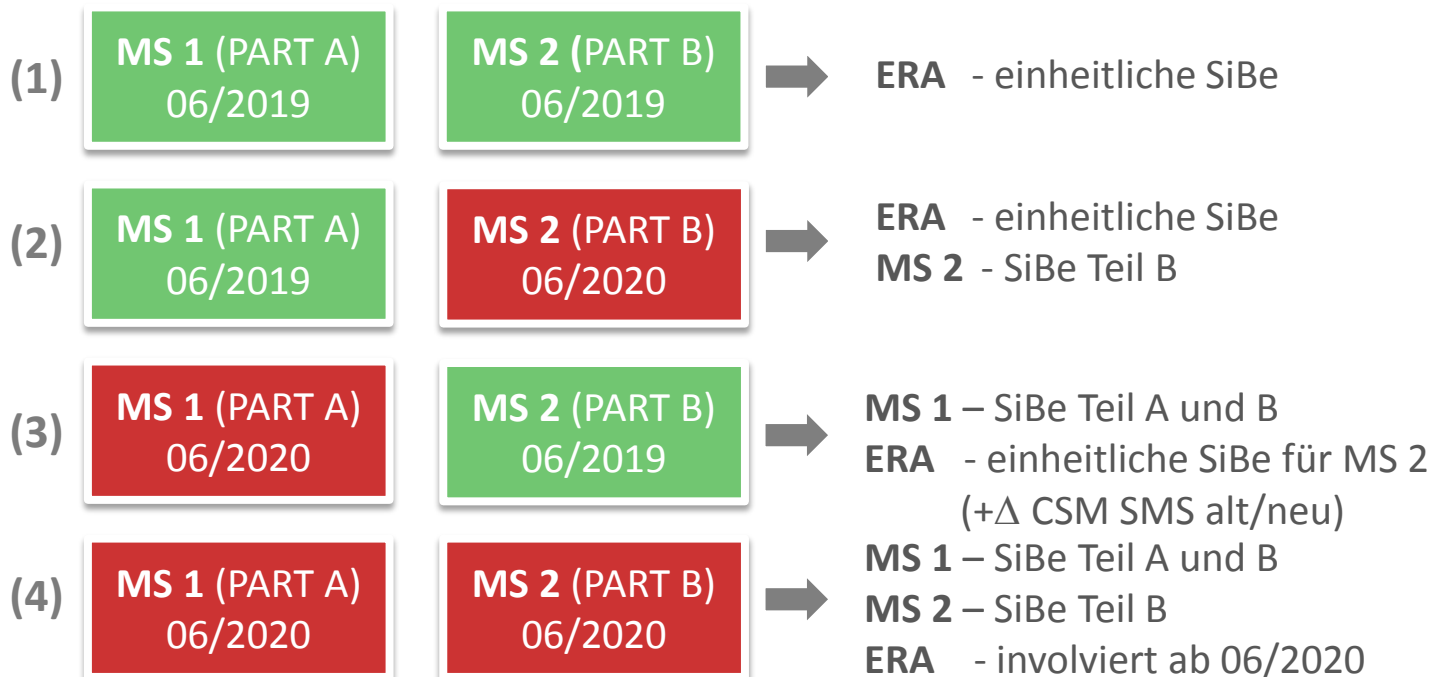 (1)
MS 1 (PART A)
06/2019
MS 2 (PART B)
06/2019
ERA - einheitliche SiBe
(2)
MS 1 (PART A)
06/2019
MS 2 (PART B)
06/2020
ERA - einheitliche SiBe
MS 2 - SiBe Teil B
(3)
MS 1 (PART A)
06/2020
MS 2 (PART B)
06/2019
MS 1 – SiBe Teil A und B
ERA - einheitliche SiBe für MS 2
(+Δ CSM SMS alt/neu)
(4)
MS 1 (PART A)
06/2020
MS 2 (PART B)
06/2020
MS 1 – SiBe Teil A und B
MS 2 – SiBe Teil B
ERA - involviert ab 06/2020